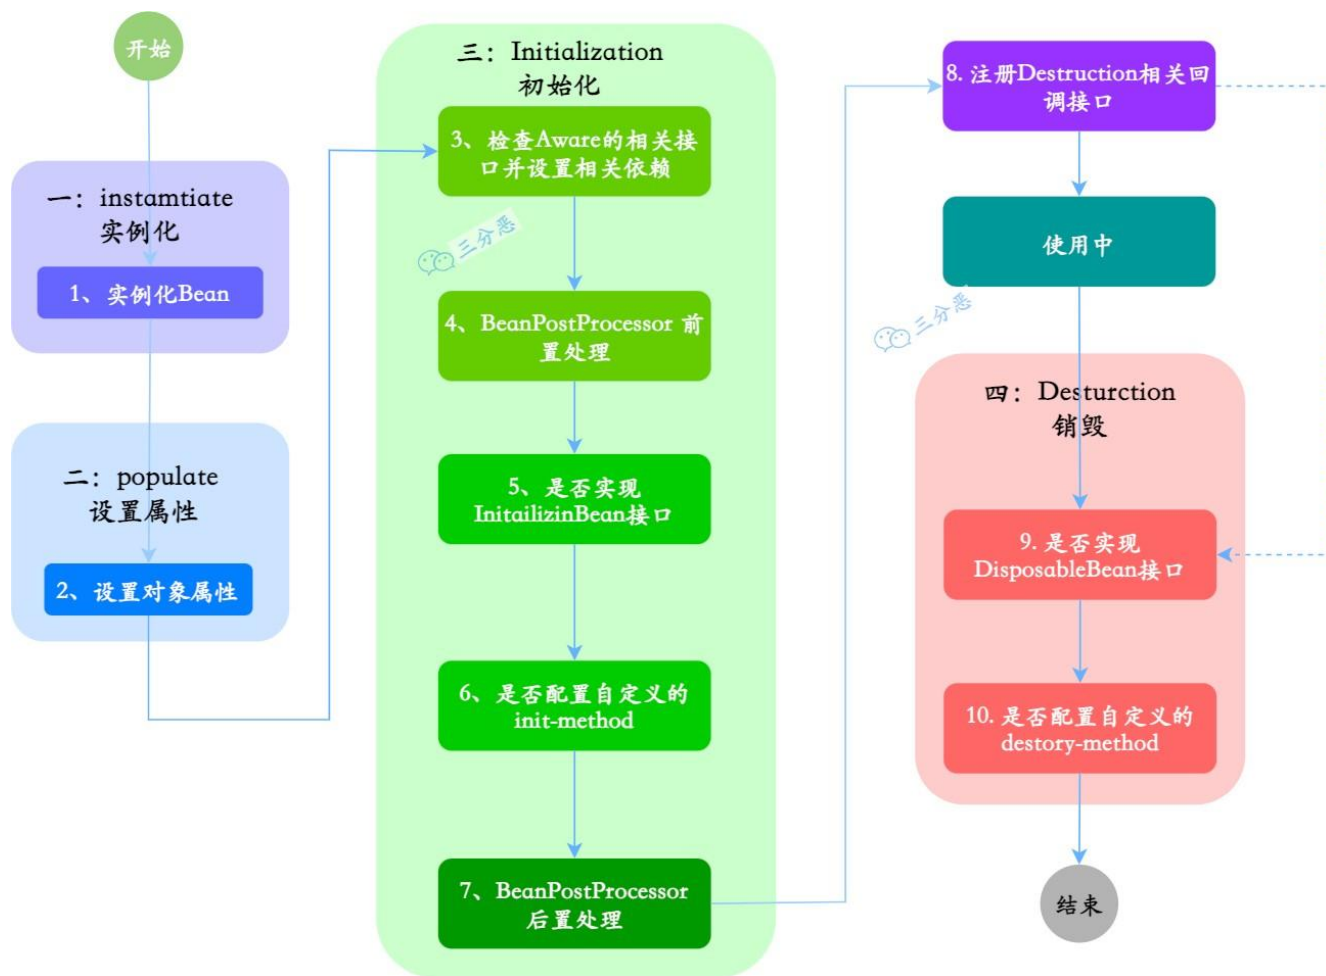 开始
一：instamtiate
实例化
1、实例化Bean
二：populate
设置属性
2、设置对象属性
三：Initialization
初始化
3、检查Aware的相关接
口并设置相关依赖
三分恶
4、BeanPostProcessor 前
置处理
5、是否实现
InitailizinBean接口
6、是否配置自定义的
init-method
7、BeanPostProcessor
后置处理
8. 注册Destruction相关回
调接口
使用中
三分恶
四：Desturction
销毁
9. 是否实现
DisposableBean接口
10. 是否配置自定义的
destory-method
结束